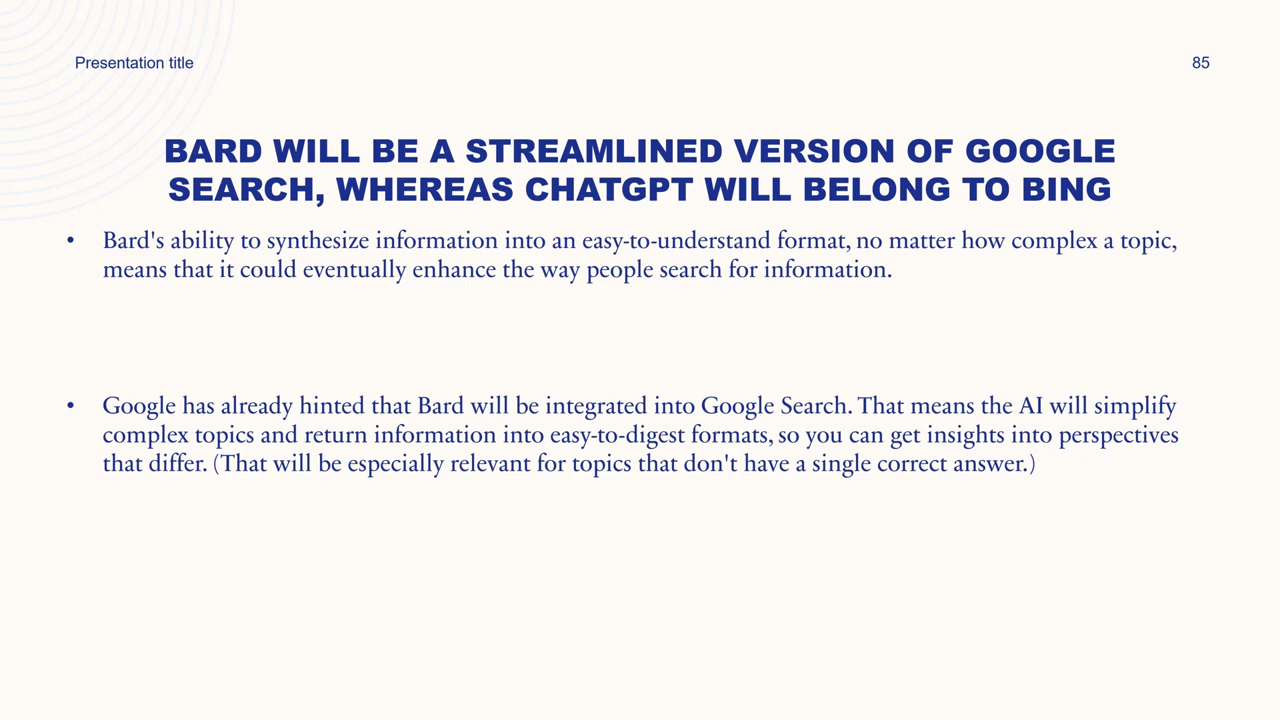 Presentation title
85
BARD WILL BE A STREAMLINED VERSION OF GOOGLE
SEARCH, WHEREAS CHATGPT WILL BELONG TO BING
• Bard's ability to synthesize information into an easy-to-understand format, no matter how complex a topic,
means that it could eventually enhance the way people search for information.
• Google has already hinted that Bard will be integrated into Google Search. That means the AI will simplify
complex topics and return information into easy-to-digest formats, so you can get insights into perspectives
that differ. (That will be especially relevant for topics that don't have a single correct answer.)